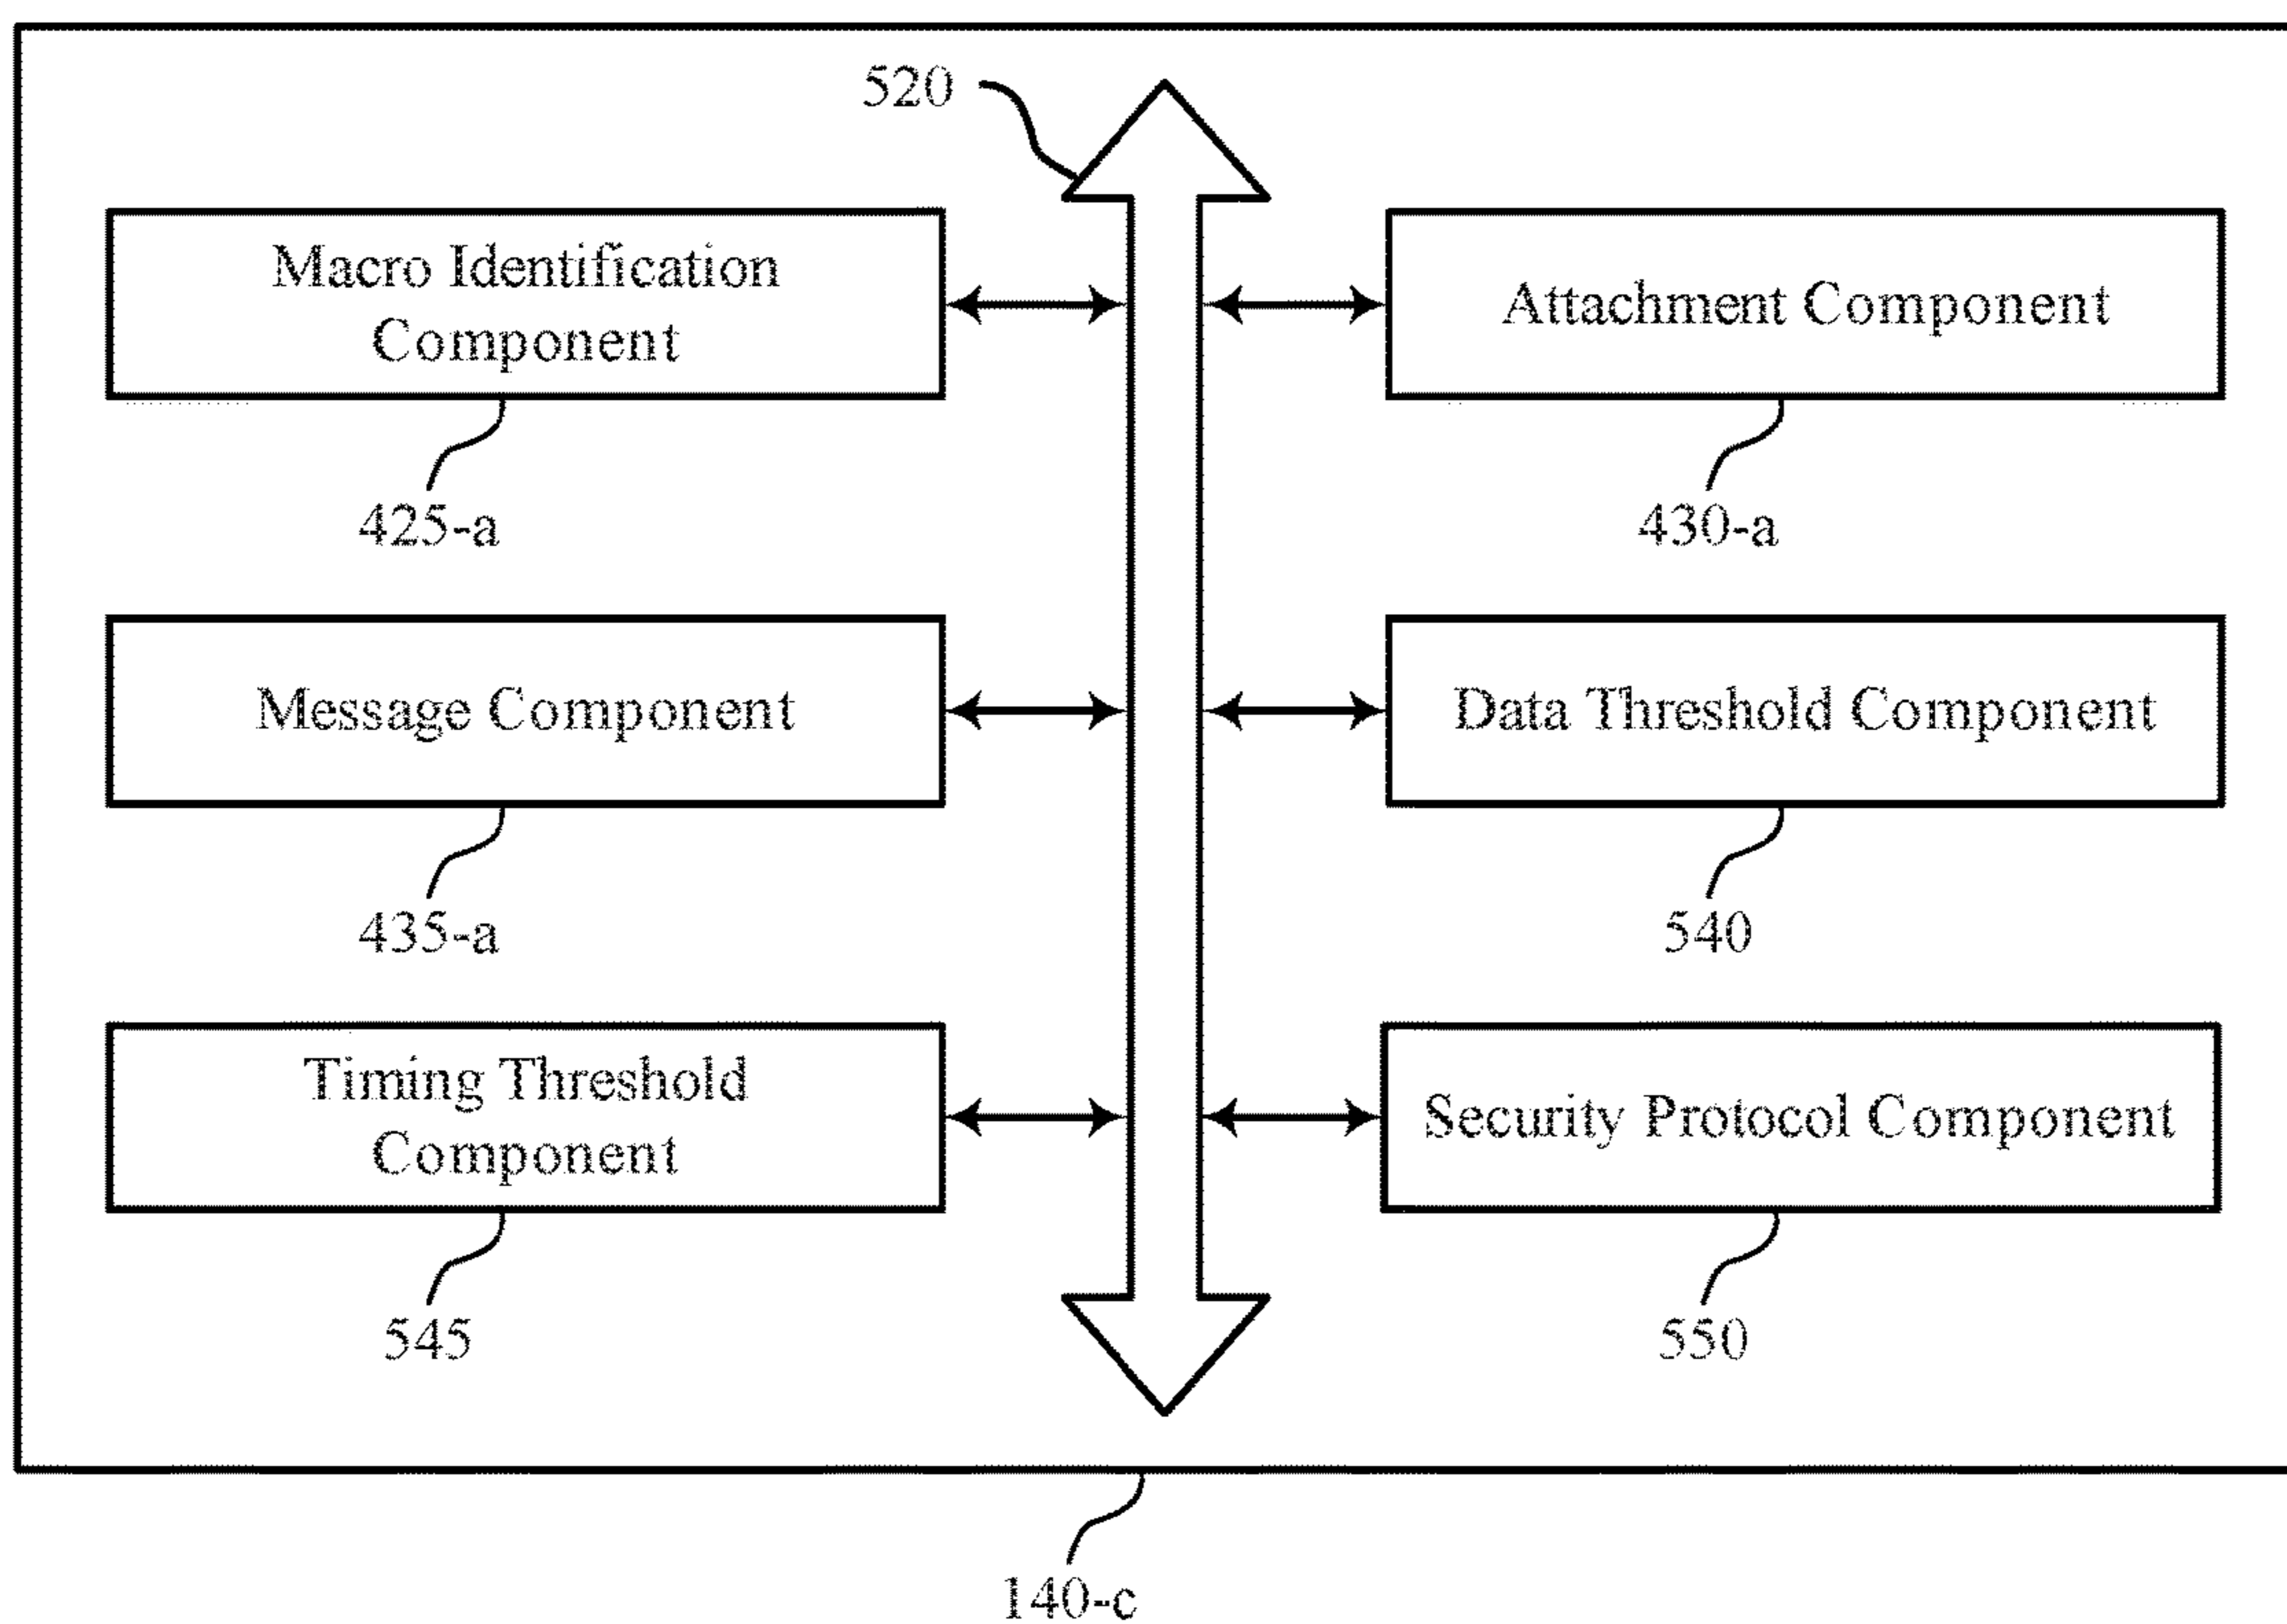 520
Macro Identification
Component
Attachment Component
425-a
430-a
Message Component
Data Threshold Component
435-a
540
Timing Threshold
Component
Security Protocol Component
545
550
140-c